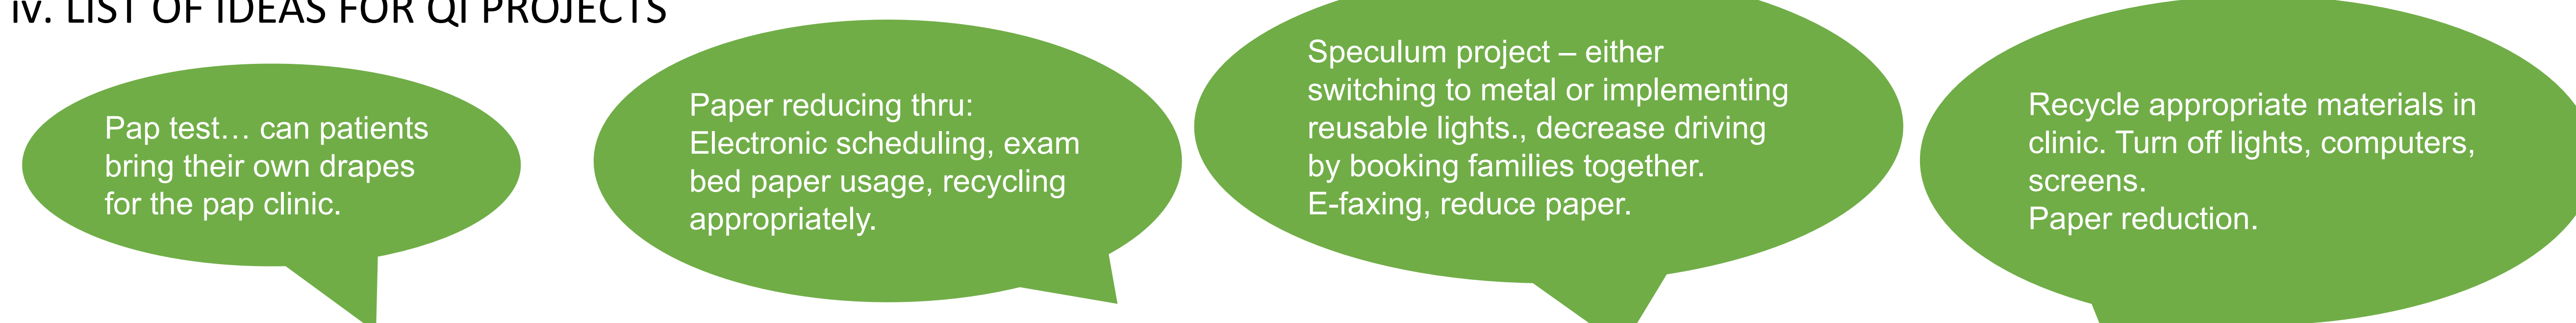 iv. LIST OF IDEAS FOR QI PROJECTS
Pap test… can patients
bring their own drapes
for the pap clinic.
Paper reducing thru:
Electronic scheduling, exam
bed paper usage, recycling
appropriately.
Speculum project – either
switching to metal or implementing
reusable lights., decrease driving
by booking families together.
E-faxing, reduce paper.
Recycle appropriate materials in
clinic. Turn off lights, computers,
screens.
Paper reduction.